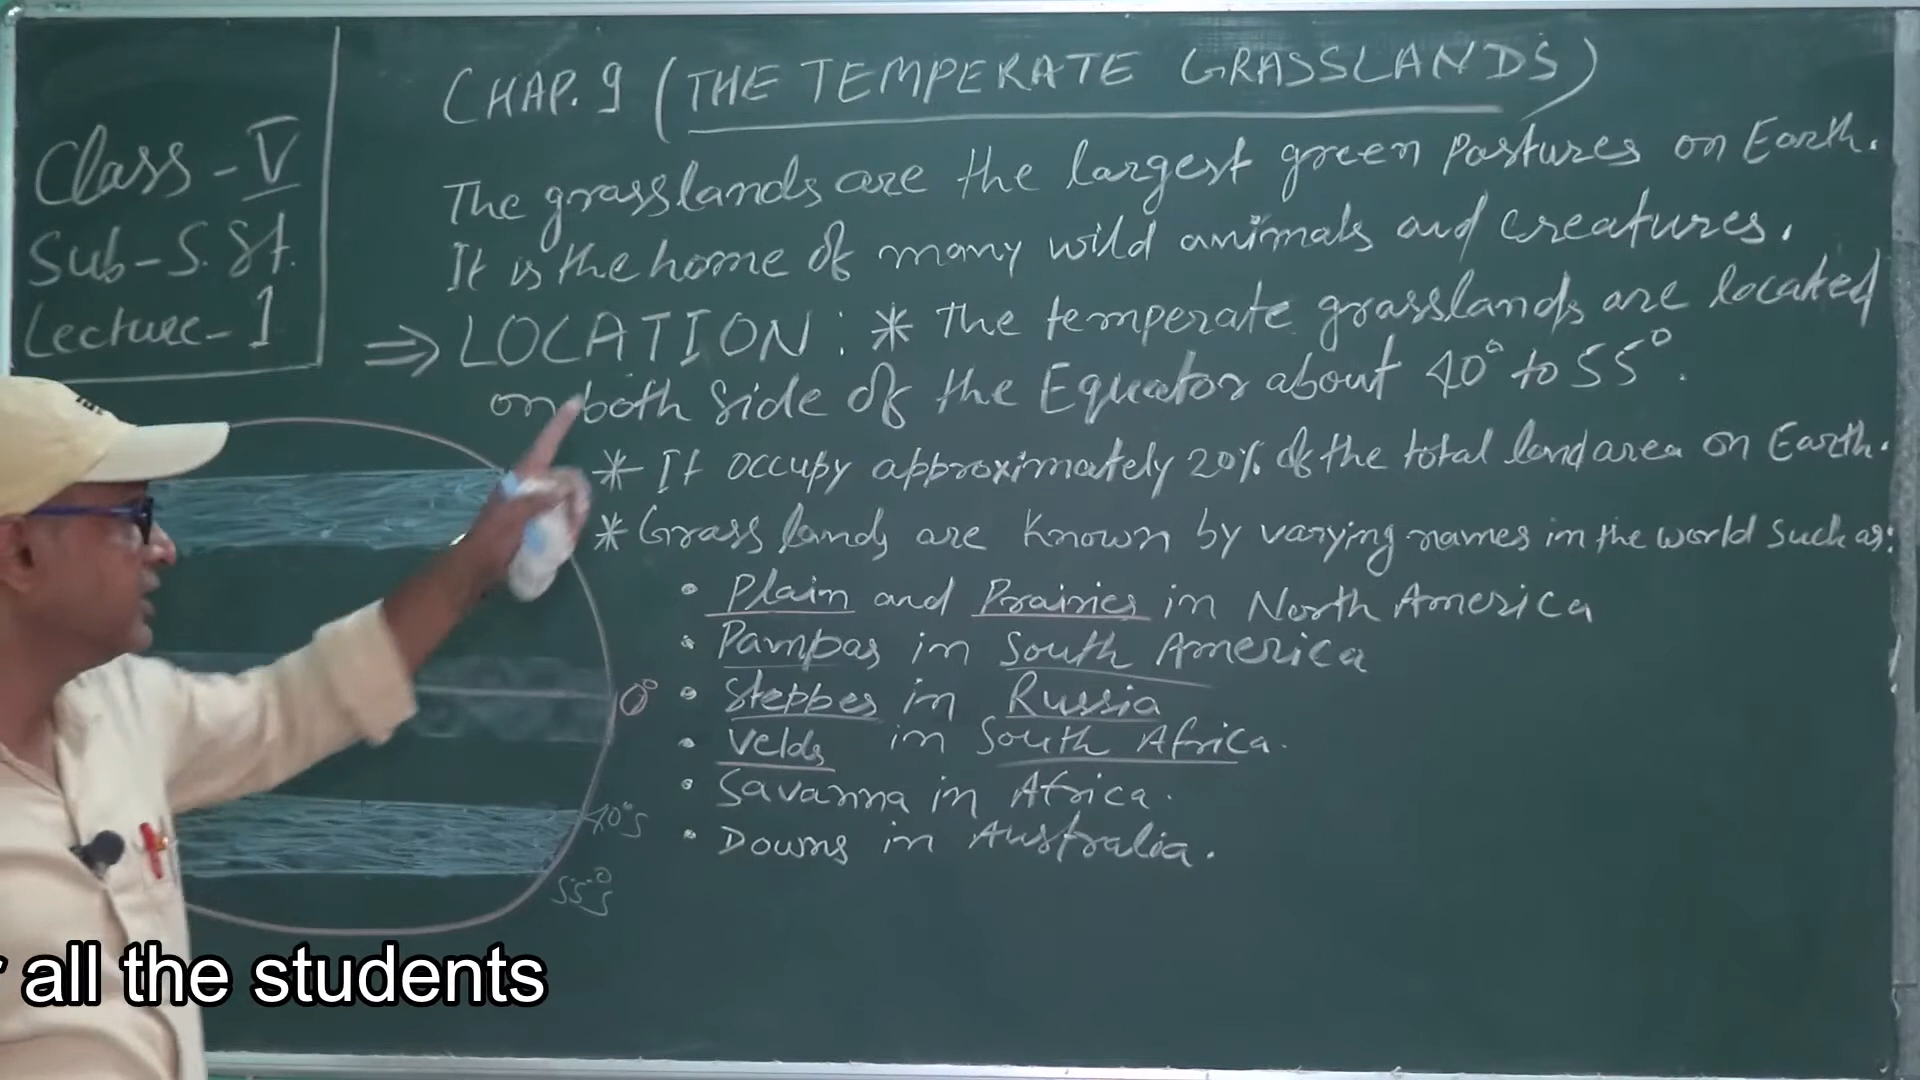 Class - V
Sub - S. St.
Lecture - 1
CHAP. 9 (THE TEMPERATE GRASSLANDS)
The grasslands are the largest green Pastures on Earth.
It is the home of many wild animals and creatures.
⇒ LOCATION : * The temperate grasslands are located
on both side of the Equator about 40° to 55°.
* It occupy approximately 20% of the total land area on Earth.
* Grass lands are known by varying names in the world such as:
• Plain and Prairies in North America
• Pampas in South America
• Steppes in Russia
• Velds in South Africa.
• Savanna in Africa.
• Downs in Australia.
0°
40°S
55°S
all the students